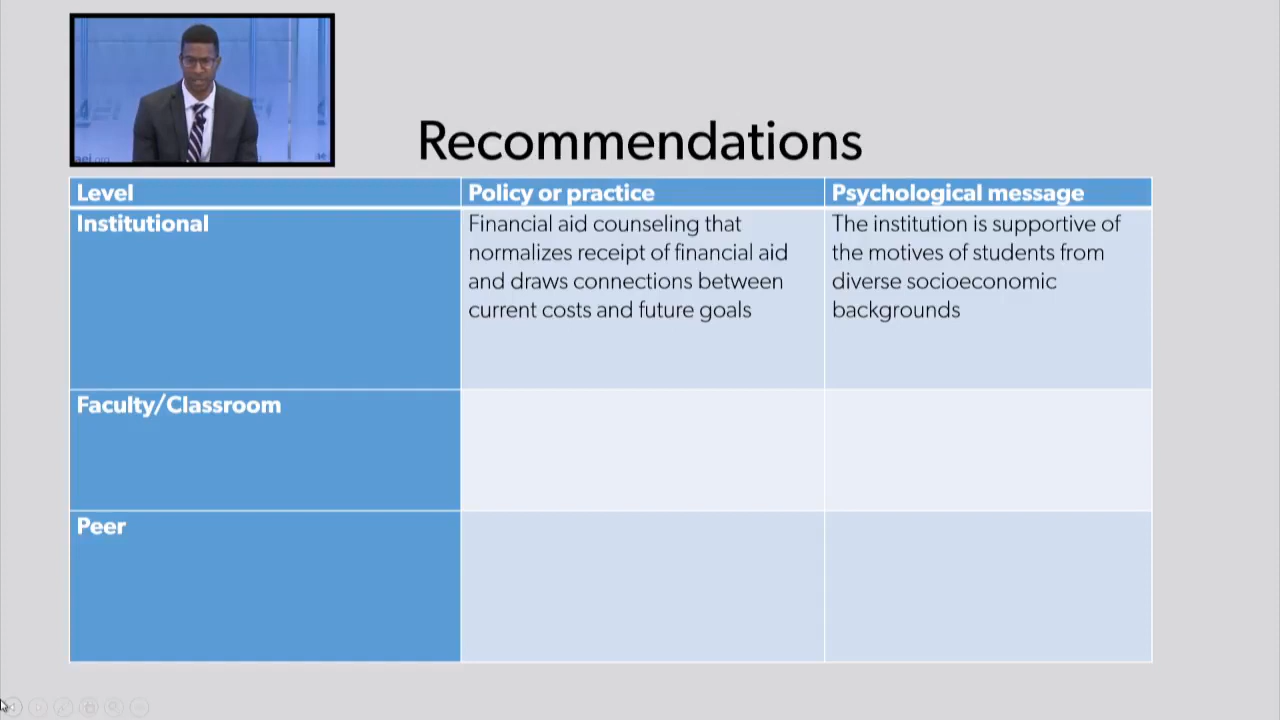 aei.org
Recommendations
Level
Policy or practice
Psychological message
Institutional
Financial aid counseling that
normalizes receipt of financial aid
and draws connections between
current costs and future goals
The institution is supportive of
the motives of students from
diverse socioeconomic
backgrounds
Faculty/Classroom
Peer